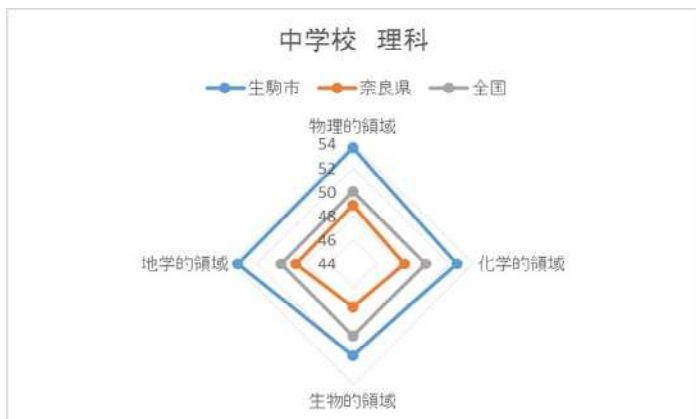 中学校 理科
生駒市 奈良県 全国
物理的領域
54
52
50
48
46
44
地学的領域
化学的領域
生物的領域